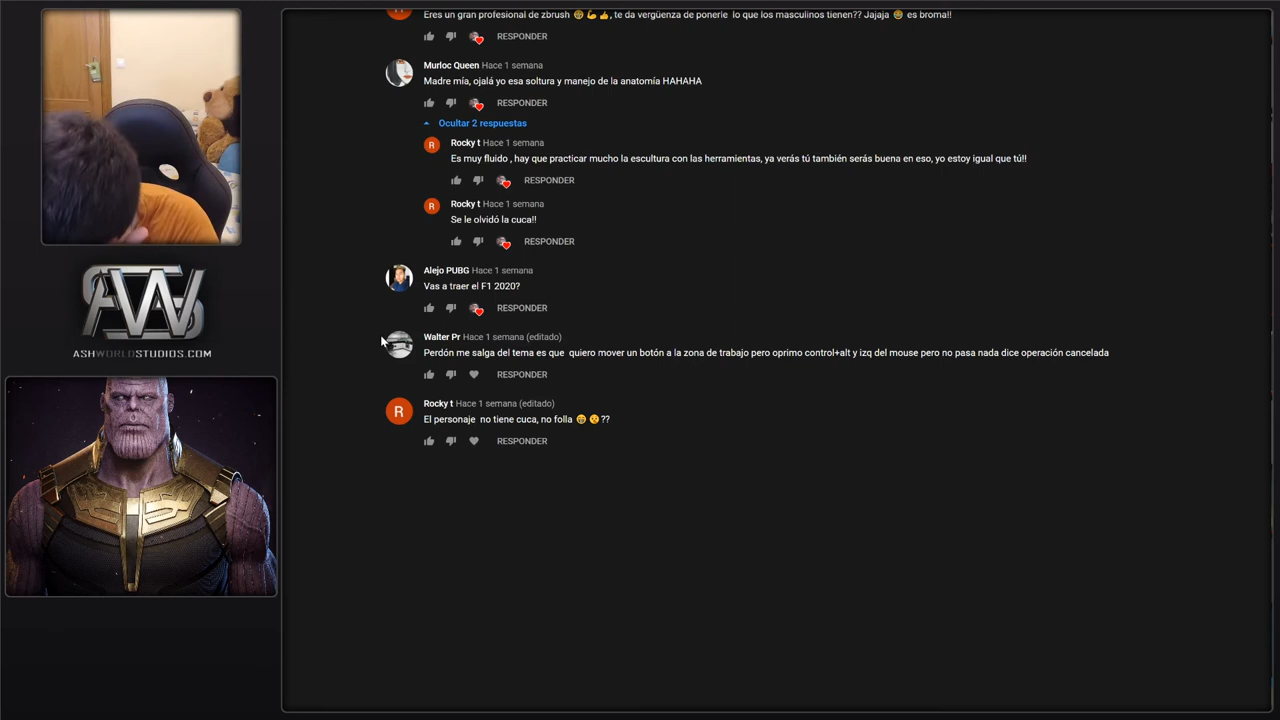 Eres un gran profesional de zbrush 😁💪👍, te da vergüenza de ponerle lo que los masculinos tienen?? Jajaja 😁 es broma!!
RESPONDER
Murloc Queen Hace 1 semana
Madre mía, ojalá yo esa soltura y manejo de la anatomía HAHAHA
RESPONDER
Ocultar 2 respuestas
R
Rocky t Hace 1 semana
Es muy fluido , hay que practicar mucho la escultura con las herramientas, ya verás tú también serás buena en eso, yo estoy igual que tú!!
RESPONDER
R
Rocky t Hace 1 semana
Se le olvidó la cuca!!
RESPONDER
Alejo PUBG Hace 1 semana
Vas a traer el F1 2020?
RESPONDER
Walter Pr Hace 1 semana (editado)
Perdón me salga del tema es que quiero mover un botón a la zona de trabajo pero oprimo control+alt y izq del mouse pero no pasa nada dice operación cancelada
RESPONDER
R
Rocky t Hace 1 semana (editado)
El personaje no tiene cuca, no folla 😁😯??
RESPONDER
ASHWORLDSTUDIOS.COM